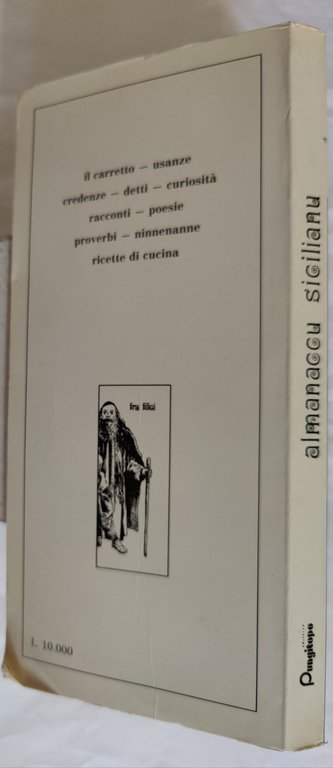 il carretto – usanze
credenze – detti – curiosità
racconti – poesie
proverbi – ninnenanne
ricette di cucina
fra filici
L. 10.000
almanaccu sicilianu
Pungitopo